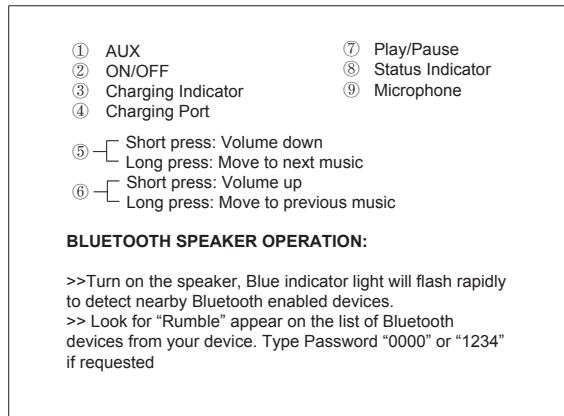 ① AUX
② ON/OFF
③ Charging Indicator
④ Charging Port
⑦ Play/Pause
⑧ Status Indicator
⑨ Microphone
⑤ Short press: Volume down
Long press: Move to next music
⑥ Short press: Volume up
Long press: Move to previous music
BLUETOOTH SPEAKER OPERATION:
>>Turn on the speaker, Blue indicator light will flash rapidly
to detect nearby Bluetooth enabled devices.
>> Look for “Rumble” appear on the list of Bluetooth
devices from your device. Type Password “0000” or “1234”
if requested